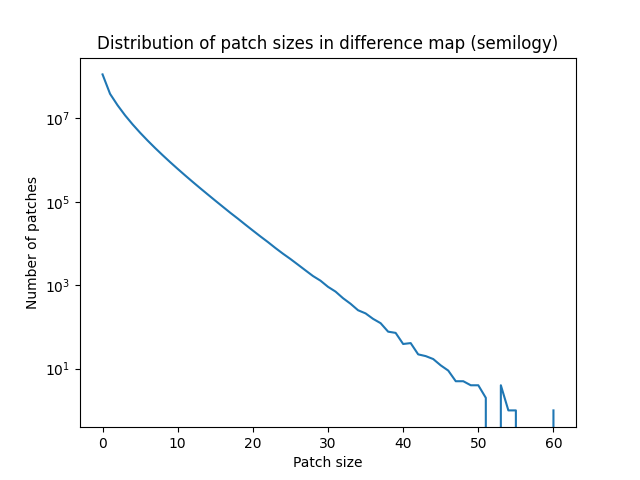 Distribution of patch sizes in difference map (semilogy)
Number of patches
10⁷
10⁵
10³
10¹
0 10 20 30 40 50 60
Patch size